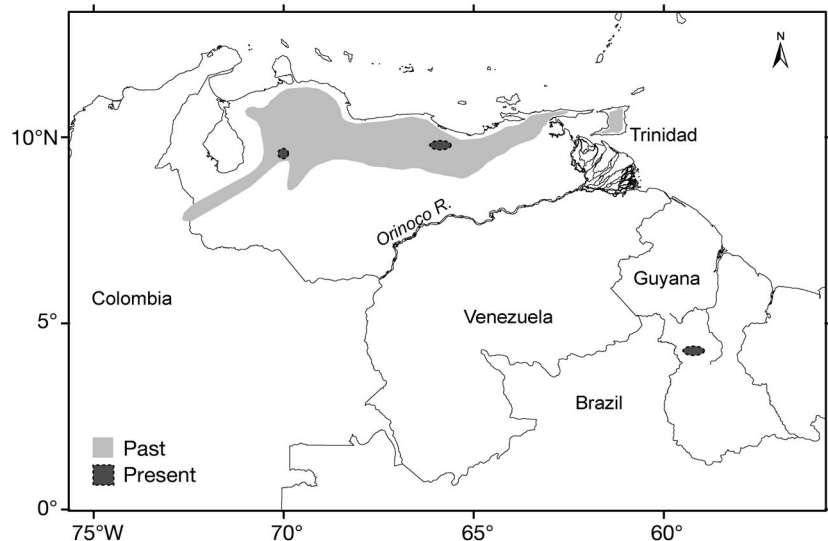 N
10°N
Trinidad
Orinoco R.
Guyana
Colombia
Venezuela
5°
Brazil
Past
Present
0°
75°W
70°
65°
60°